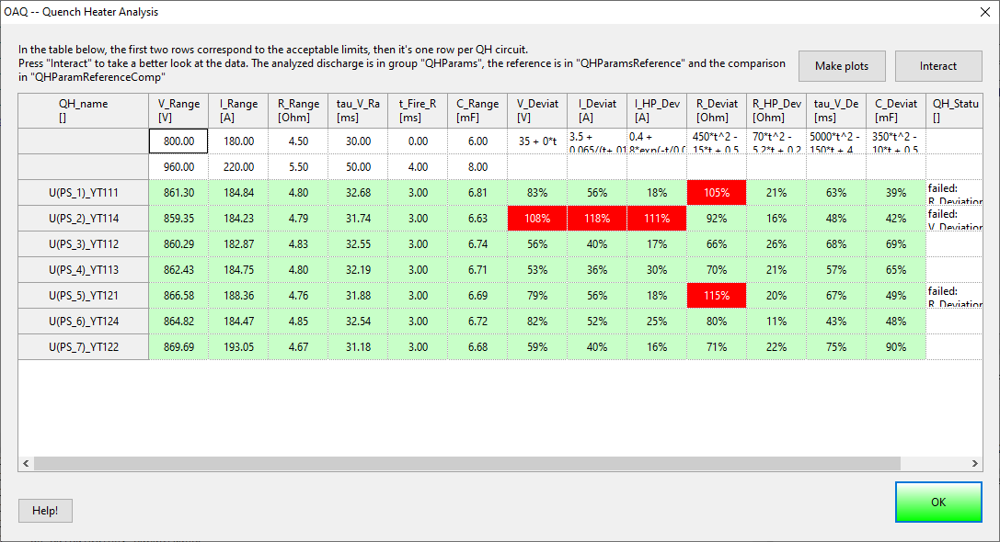 OAQ -- Quench Heater Analysis
In the table below, the first two rows correspond to the acceptable limits, then it's one row per QH circuit.
Press "Interact" to take a better look at the data. The analyzed discharge is in group "QHParams", the reference is in "QHParamsReference" and the comparison
in "QHParamReferenceComp"
Make plots
Interact
QH_name V_Range I_Range R_Range tau_V_Ra t_Fire_R C_Range V_Deviat I_Deviat I_HP_Dev R_Deviat R_HP_Dev tau_V_De C_Deviat QH_Statu
[] [V] [A] [Ohm] [ms] [ms] [mF] [V] [A] [A] [Ohm] [Ohm] [ms] [mF] []
800.00 180.00 4.50 30.00 0.00 6.00 35 + 0*t 3.5 + 0.4 + 450*t^2 - 70*t^2 - 5000*t^2 - 350*t^2 -
0.065/(t+.01 8*exp(-t/0.0 15*t + 0.5 5.2*t + 0.2 150*t + 4 10*t + 0.5
960.00 220.00 5.50 50.00 4.00 8.00
U(PS_1)_YT111 861.30 184.84 4.80 32.68 3.00 6.81 83% 56% 18% 105% 21% 63% 39% failed:
R_Deviation
U(PS_2)_YT114 859.35 184.23 4.79 31.74 3.00 6.63 108% 118% 111% 92% 16% 48% 42% failed:
V_Deviation
U(PS_3)_YT112 860.29 182.87 4.83 32.55 3.00 6.74 56% 40% 17% 66% 26% 68% 69%
U(PS_4)_YT113 862.43 184.75 4.80 32.19 3.00 6.71 53% 36% 30% 70% 21% 57% 65%
U(PS_5)_YT121 866.58 188.36 4.76 31.88 3.00 6.69 79% 56% 18% 115% 20% 67% 49% failed:
R_Deviation
U(PS_6)_YT124 864.82 184.47 4.85 32.54 3.00 6.72 82% 52% 25% 80% 11% 43% 48%
U(PS_7)_YT122 869.69 193.05 4.67 31.18 3.00 6.68 59% 40% 16% 71% 22% 75% 90%
Help!
OK